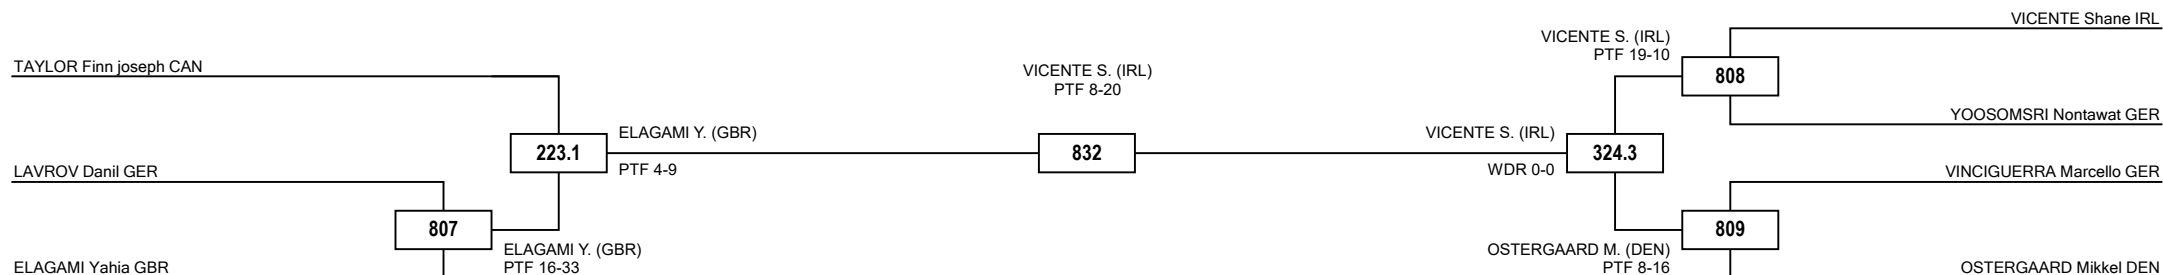 VICENTE Shane IRL
VICENTE S. (IRL)
PTF 19-10
TAYLOR Finn joseph CAN
VICENTE S. (IRL)
PTF 8-20
808
YOOSOMSRI Nontawat GER
ELAGAMI Y. (GBR)
VICENTE S. (IRL)
223.1
832
324.3
PTF 4-9
WDR 0-0
LAVROV Danil GER
VINCIGUERRA Marcello GER
807
809
ELAGAMI Y. (GBR)
PTF 16-33
OSTERGAARD M. (DEN)
PTF 8-16
ELAGAMI Yahia GBR
OSTERGAARD Mikkel DEN